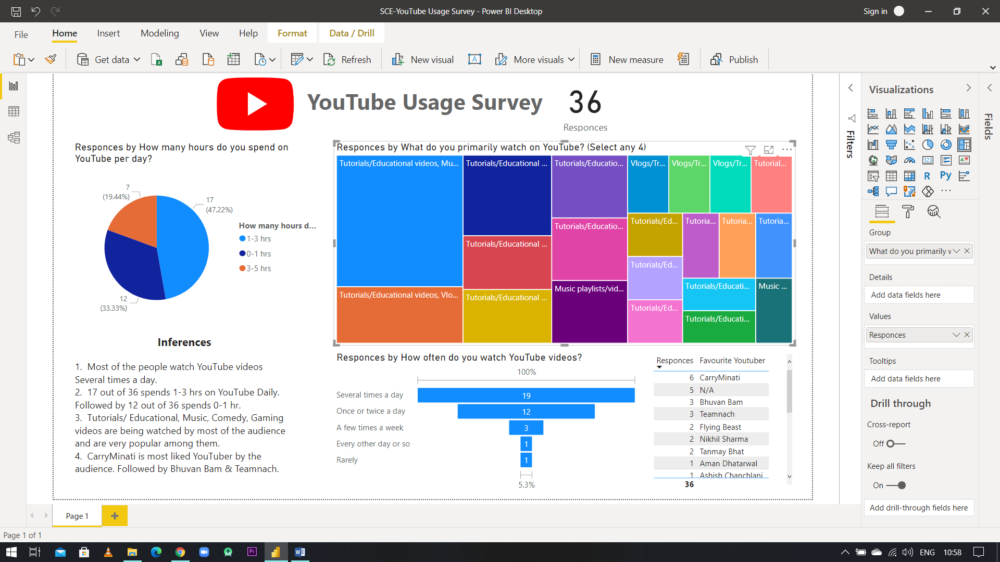 SCE-YouTube Usage Survey - Power BI Desktop
Sign in
File
Home
Insert
Modeling
View
Help
Format
Data / Drill
Get data
Refresh
New visual
More visuals
New measure
Publish
YouTube Usage Survey
36
Responces
Responces by How many hours do you spend on
YouTube per day?
7
(19.44%)
17
(47.22%)
12
(33.33%)
How many hours d...
1-3 hrs
0-1 hrs
3-5 hrs
Inferences
1. Most of the people watch YouTube videos
Several times a day.
2. 17 out of 36 spends 1-3 hrs on YouTube Daily.
Followed by 12 out of 36 spends 0-1 hr.
3. Tutorials/ Educational, Music, Comedy, Gaming
videos are being watched by most of the audience
and are very popular among them.
4. CarryMinati is most liked YouTuber by the
audience. Followed by Bhuvan Bam & Teamnach.
Responces by What do you primarily watch on YouTube? (Select any 4)
Tutorials/Educational videos, Mu...
Tutorials/Educational ...
Tutorials/Educatio...
Vlogs/Tr...
Vlogs/Tr...
Vlogs/Tr...
Tutorial...
Tutorials/Educatio...
Tutorials/Ed...
Tutoria...
Tutoria...
Tutoria...
Tutorials/Educational ...
Tutorials/Ed...
Music playlists/vid...
Tutorials/Educati...
Music ...
Tutorials/Educational videos, Vlo...
Tutorials/Educational ...
Tutorials/Ed...
Tutorials/Educati...
Responces by How often do you watch YouTube videos?
100%
Several times a day 19
Once or twice a day 12
A few times a week 3
Every other day or so 1
Rarely 1
5.3%
Responces Favourite Youtuber
6 CarryMinati
5 N/A
3 Bhuvan Bam
3 Teamnach
2 Flying Beast
2 Nikhil Sharma
2 Tanmay Bhat
1 Aman Dhatarwal
1 Ashish Chanchlani
36
Filters
Visualizations
Fields
123
R
Py
Group
What do you primarily v
Details
Add data fields here
Values
Responces
Tooltips
Add data fields here
Drill through
Cross-report
Off
Keep all filters
On
Add drill-through fields here
Page 1
Page 1 of 1
Pr
ENG
10:58